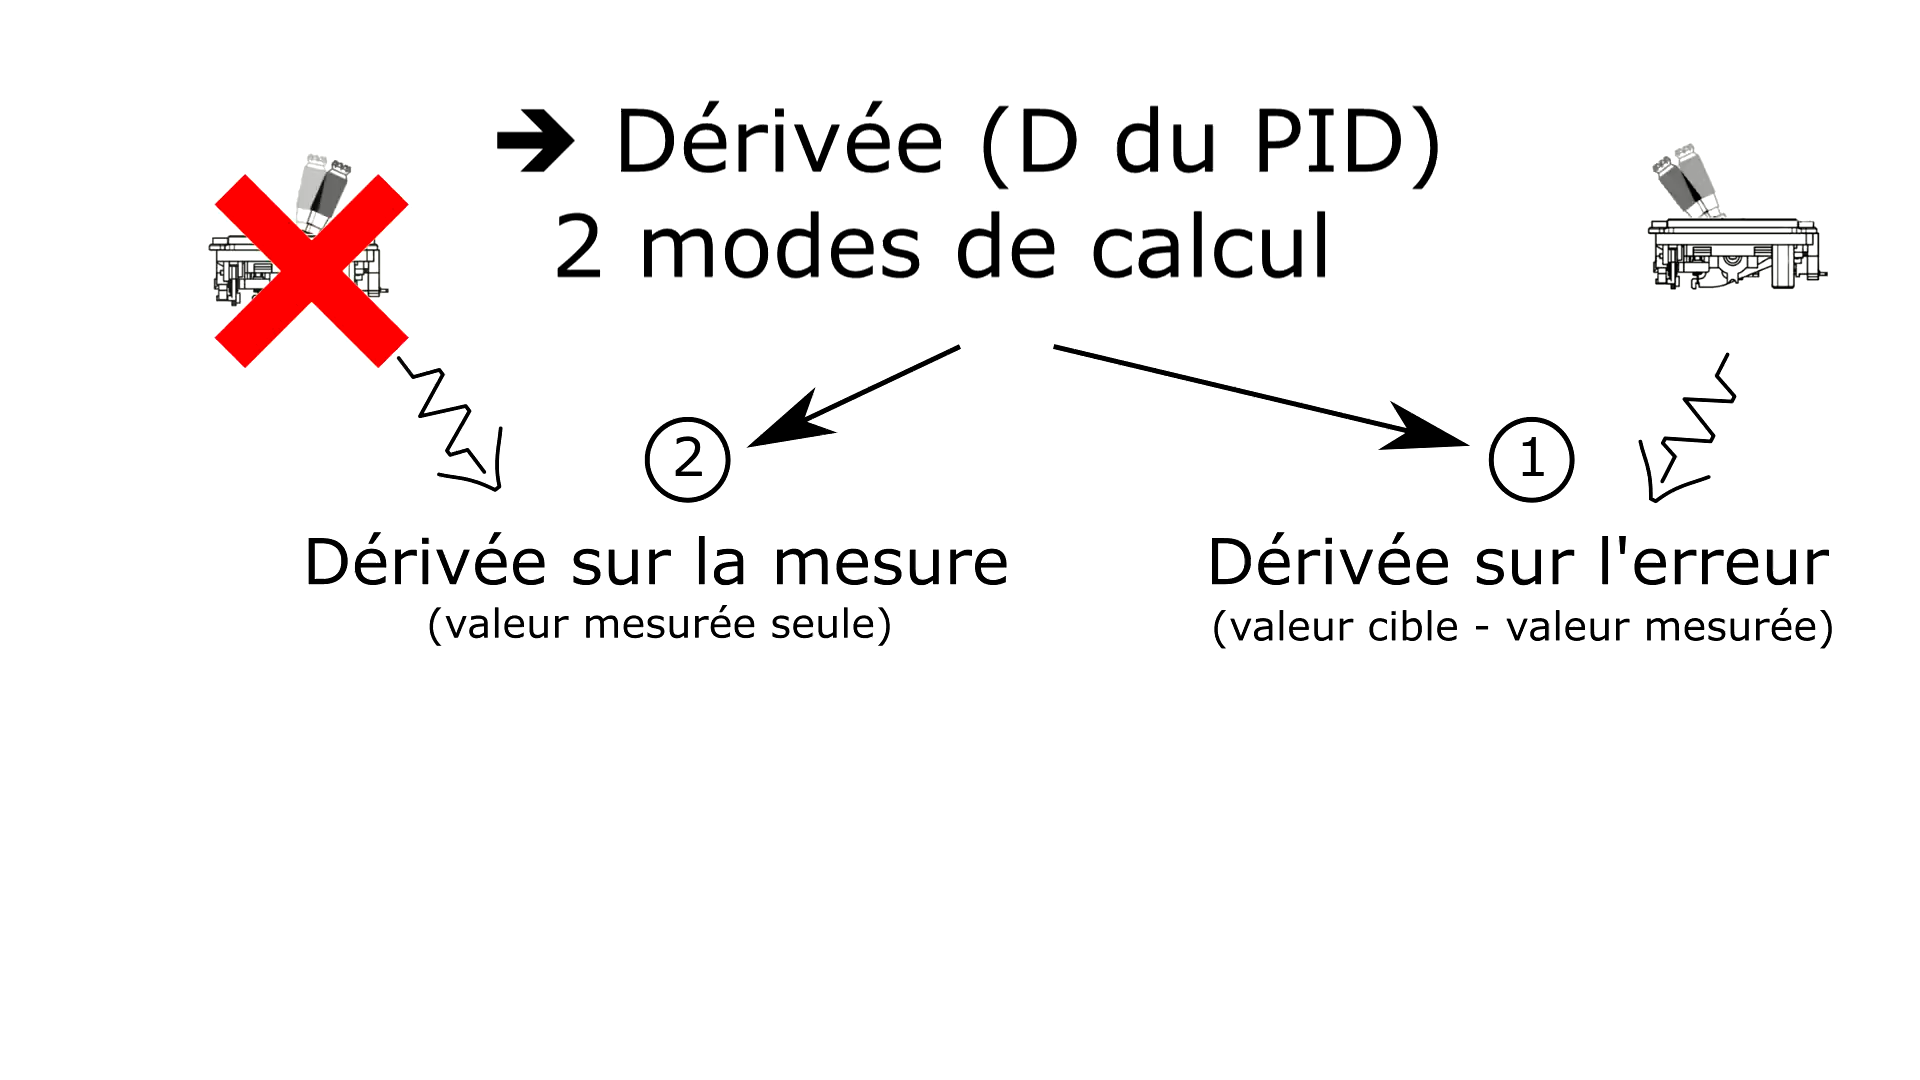 ➔ Dérivée (D du PID)
2 modes de calcul
2
Dérivée sur la mesure
(valeur mesurée seule)
1
Dérivée sur l'erreur
(valeur cible - valeur mesurée)